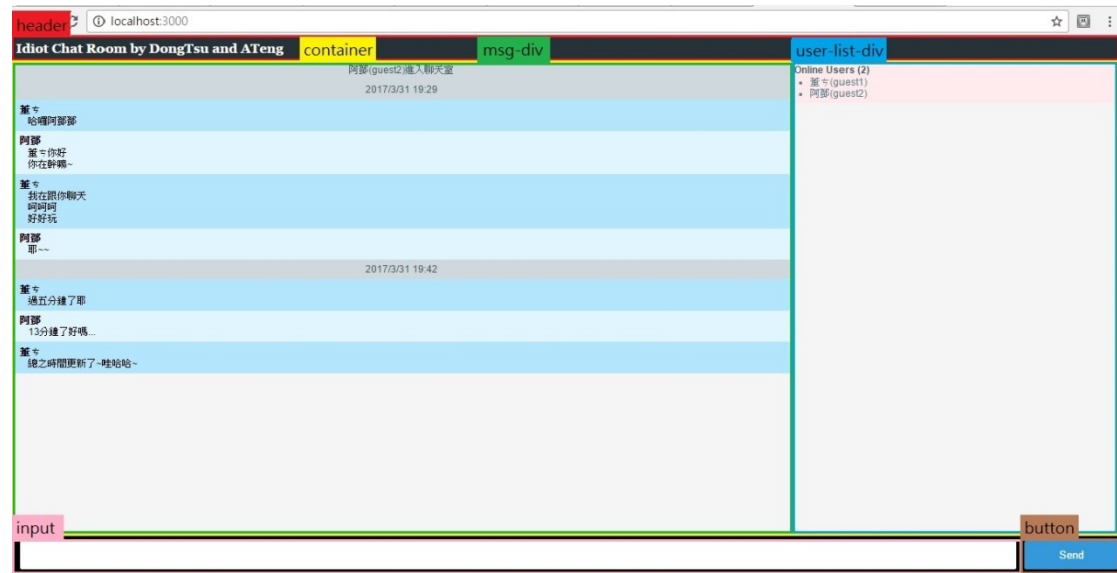 header
localhost:3000
Idiot Chat Room by DongTsu and ATeng
container
msg-div
user-list-div
阿鄧(guest2)進入聊天室
2017/3/31 19:29
董ㄘ
哈囉阿鄧鄧
阿鄧
董ㄘ你好
你在幹嘛~
董ㄘ
我在跟你聊天
呵呵呵
好好玩
阿鄧
耶~~
2017/3/31 19:42
董ㄘ
過五分鐘了耶
阿鄧
13分鐘了好嗎...
董ㄘ
總之時間更新了~哇哈哈~
Online Users (2)
董ㄘ(guest1)
阿鄧(guest2)
input
button
Send